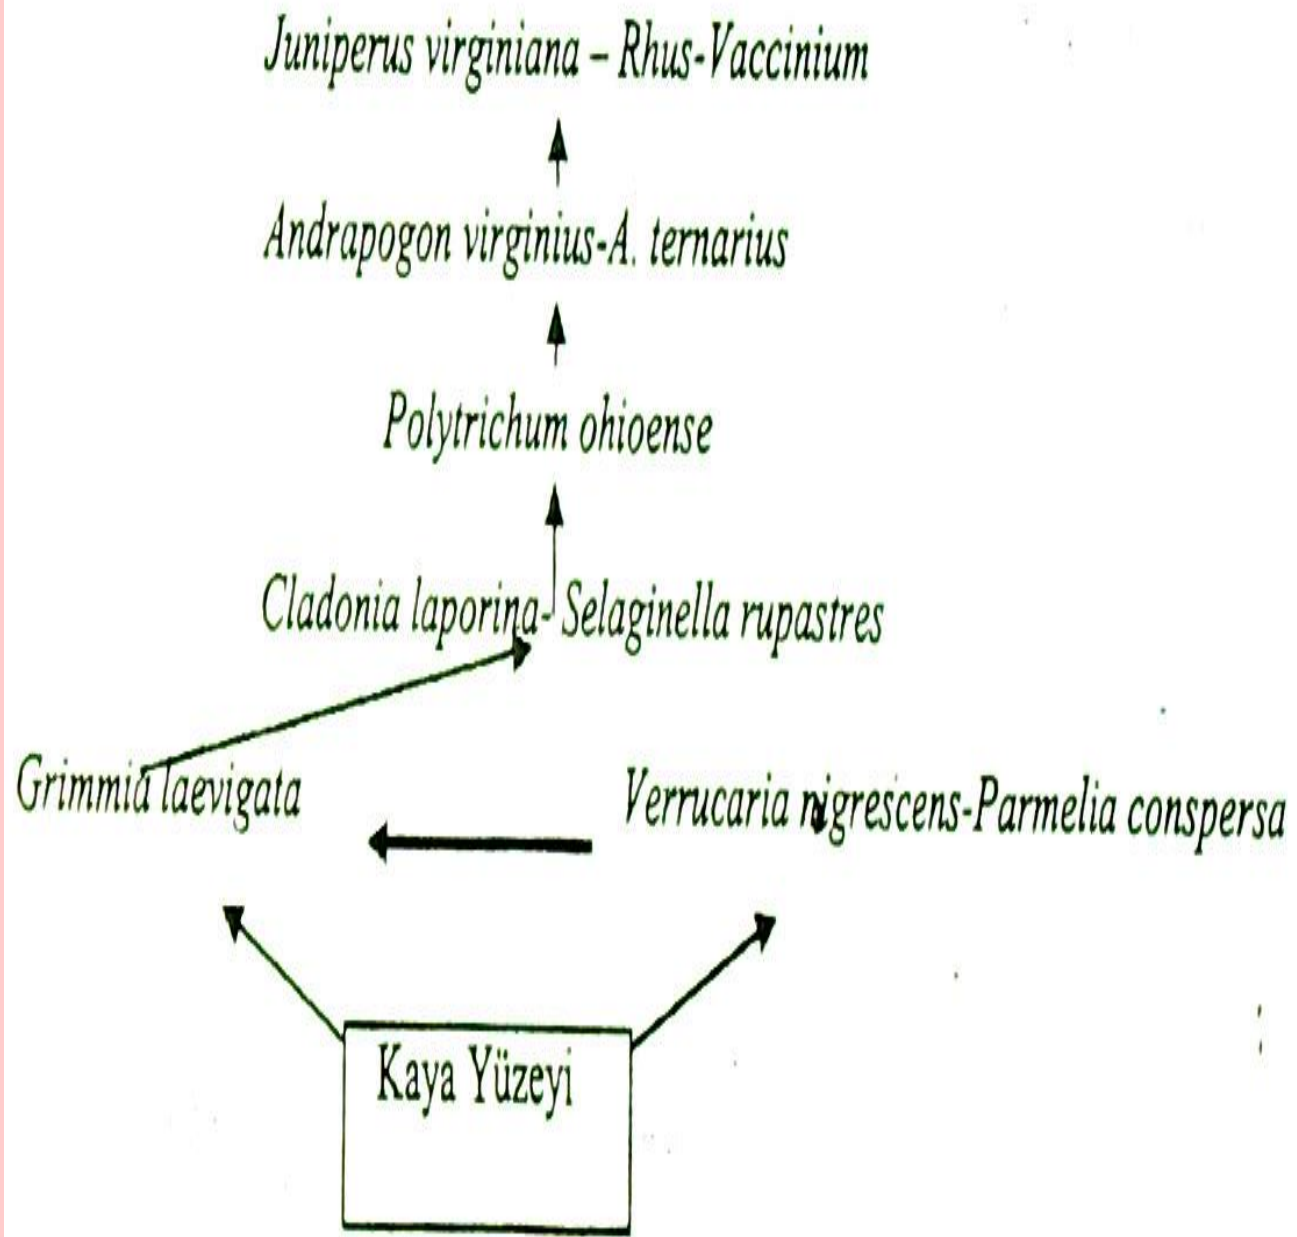 Juniperus virginiana – Rhus-Vaccinium
Andrapogon virginius-A. ternarius
Polytrichum ohioense
Cladonia laporina- Selaginella rupastres
Grimmia laevigata
Verrucaria nigrescens-Parmelia conspersa
Kaya Yüzeyi